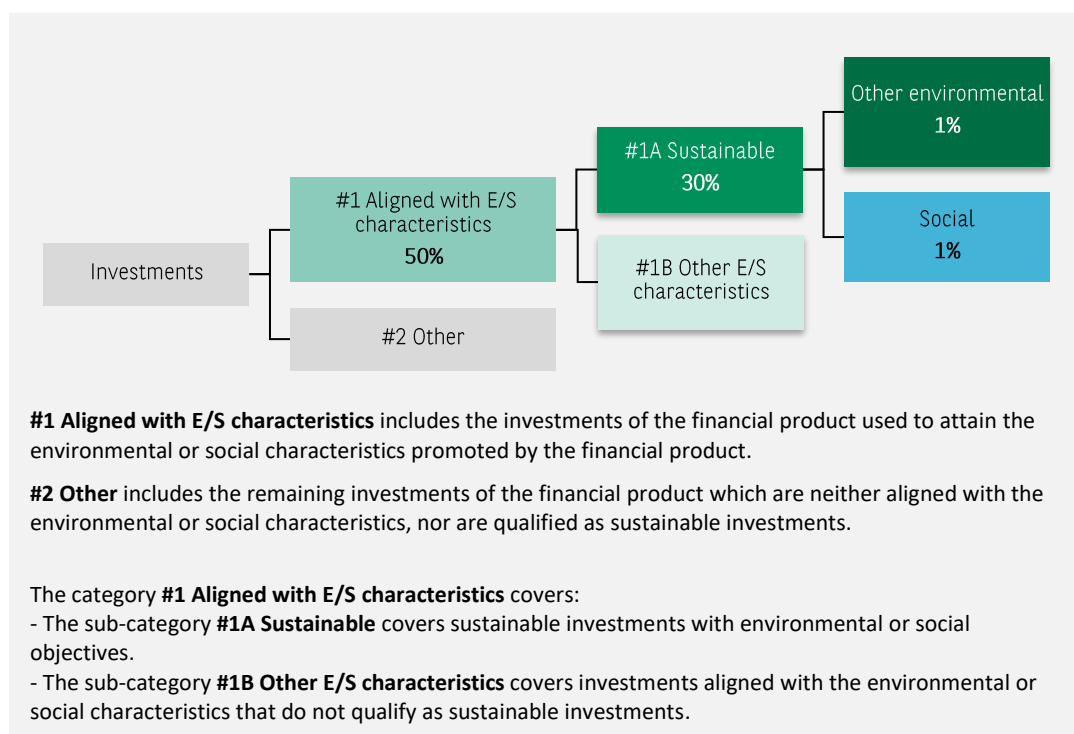 Other environmental
1%
#1A Sustainable
30%
#1 Aligned with E/S
characteristics
50%
Social
1%
Investments
#1B Other E/S
characteristics
#2 Other
#1 Aligned with E/S characteristics includes the investments of the financial product used to attain the
environmental or social characteristics promoted by the financial product.
#2 Other includes the remaining investments of the financial product which are neither aligned with the
environmental or social characteristics, nor are qualified as sustainable investments.
The category #1 Aligned with E/S characteristics covers:
- The sub-category #1A Sustainable covers sustainable investments with environmental or social
objectives.
- The sub-category #1B Other E/S characteristics covers investments aligned with the environmental or
social characteristics that do not qualify as sustainable investments.